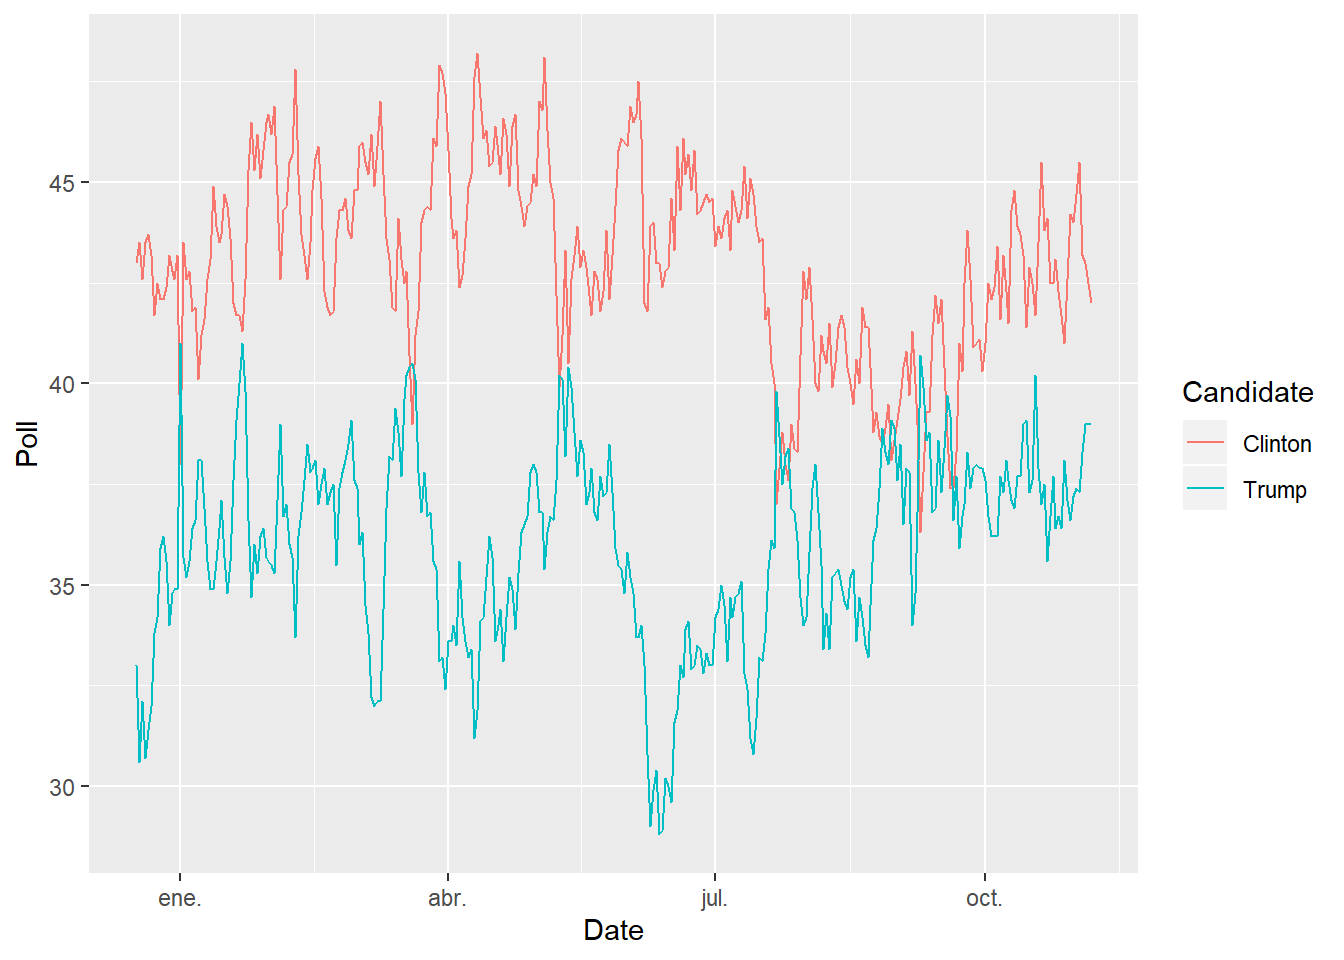 Poll
45
40
35
30
ene.
abr.
jul.
oct.
Date
Candidate
Clinton
Trump